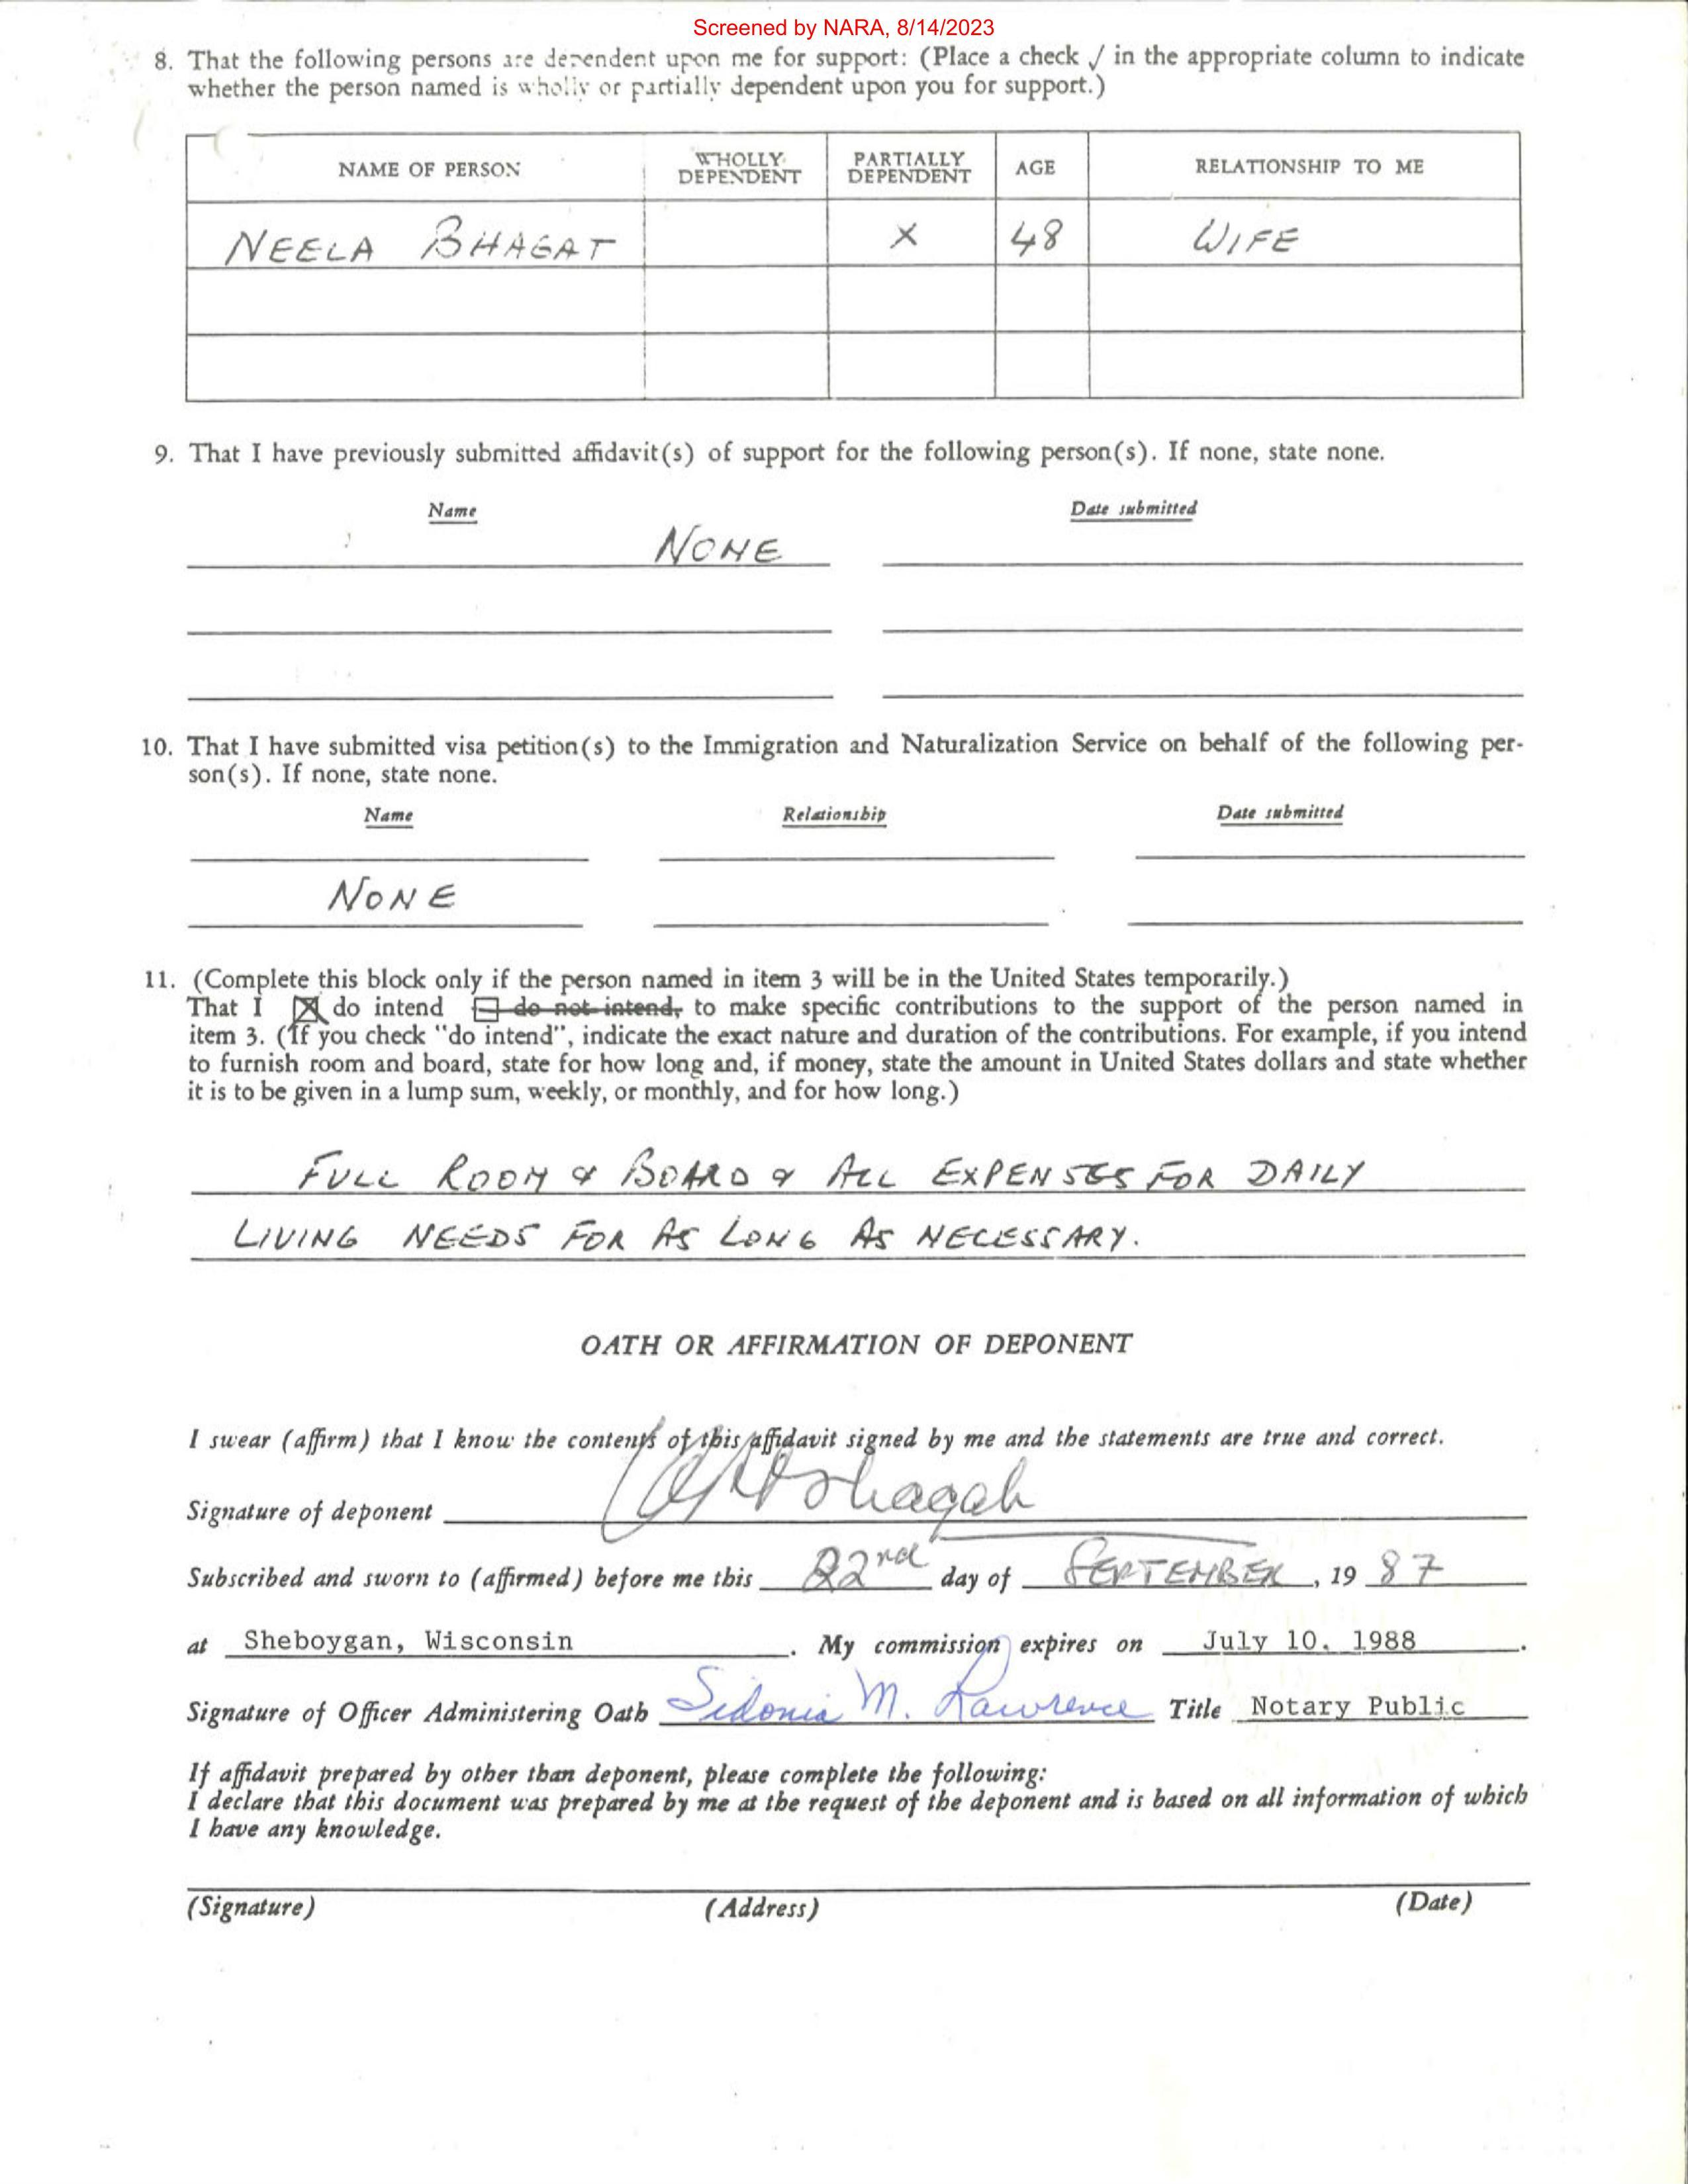 Screened by NARA, 8/14/2023
8. That the following persons are dependent upon me for support: (Place a check √ in the appropriate column to indicate
whether the person named is wholly or partially dependent upon you for support.)
NAME OF PERSON WHOLLY DEPENDENT PARTIALLY DEPENDENT AGE RELATIONSHIP TO ME
NEELA BHAGAT X 48 WIFE
9. That I have previously submitted affidavit(s) of support for the following person(s). If none, state none.
Name Date submitted
NONE
10. That I have submitted visa petition(s) to the Immigration and Naturalization Service on behalf of the following per-
son(s). If none, state none.
Name Relationship Date submitted
NONE
11. (Complete this block only if the person named in item 3 will be in the United States temporarily.)
That I ☒ do intend ☐ do not intend, to make specific contributions to the support of the person named in
item 3. (If you check "do intend", indicate the exact nature and duration of the contributions. For example, if you intend
to furnish room and board, state for how long and, if money, state the amount in United States dollars and state whether
it is to be given in a lump sum, weekly, or monthly, and for how long.)
FULL ROOM & BOARD & ALL EXPENSES FOR DAILY
LIVING NEEDS FOR AS LONG AS NECESSARY.
OATH OR AFFIRMATION OF DEPONENT
I swear (affirm) that I know the contents of this affidavit signed by me and the statements are true and correct.
Signature of deponent Bhagat
Subscribed and sworn to (affirmed) before me this 22nd day of SEPTEMBER, 19 87
at Sheboygan, Wisconsin. My commission expires on July 10, 1988.
Signature of Officer Administering Oath Sidonia M. Lawrence Title Notary Public
If affidavit prepared by other than deponent, please complete the following:
I declare that this document was prepared by me at the request of the deponent and is based on all information of which
I have any knowledge.
(Signature) (Address) (Date)